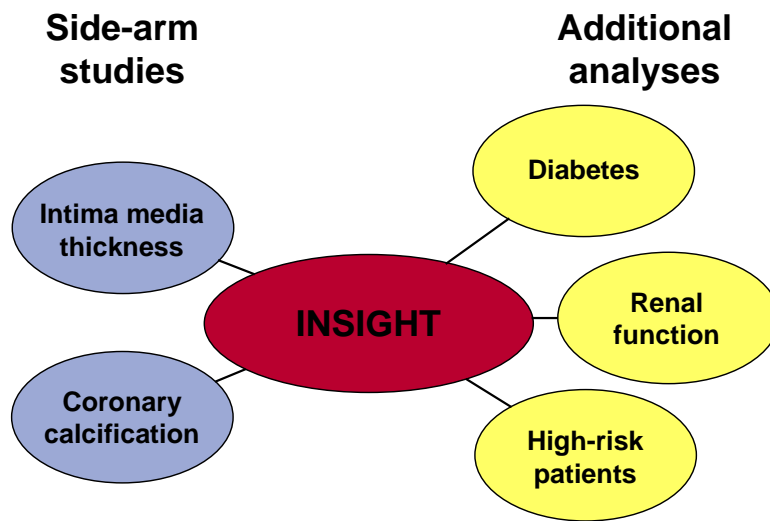 Side-arm
studies
Additional
analyses
Intima media
thickness
Coronary
calcification
INSIGHT
Diabetes
Renal
function
High-risk
patients